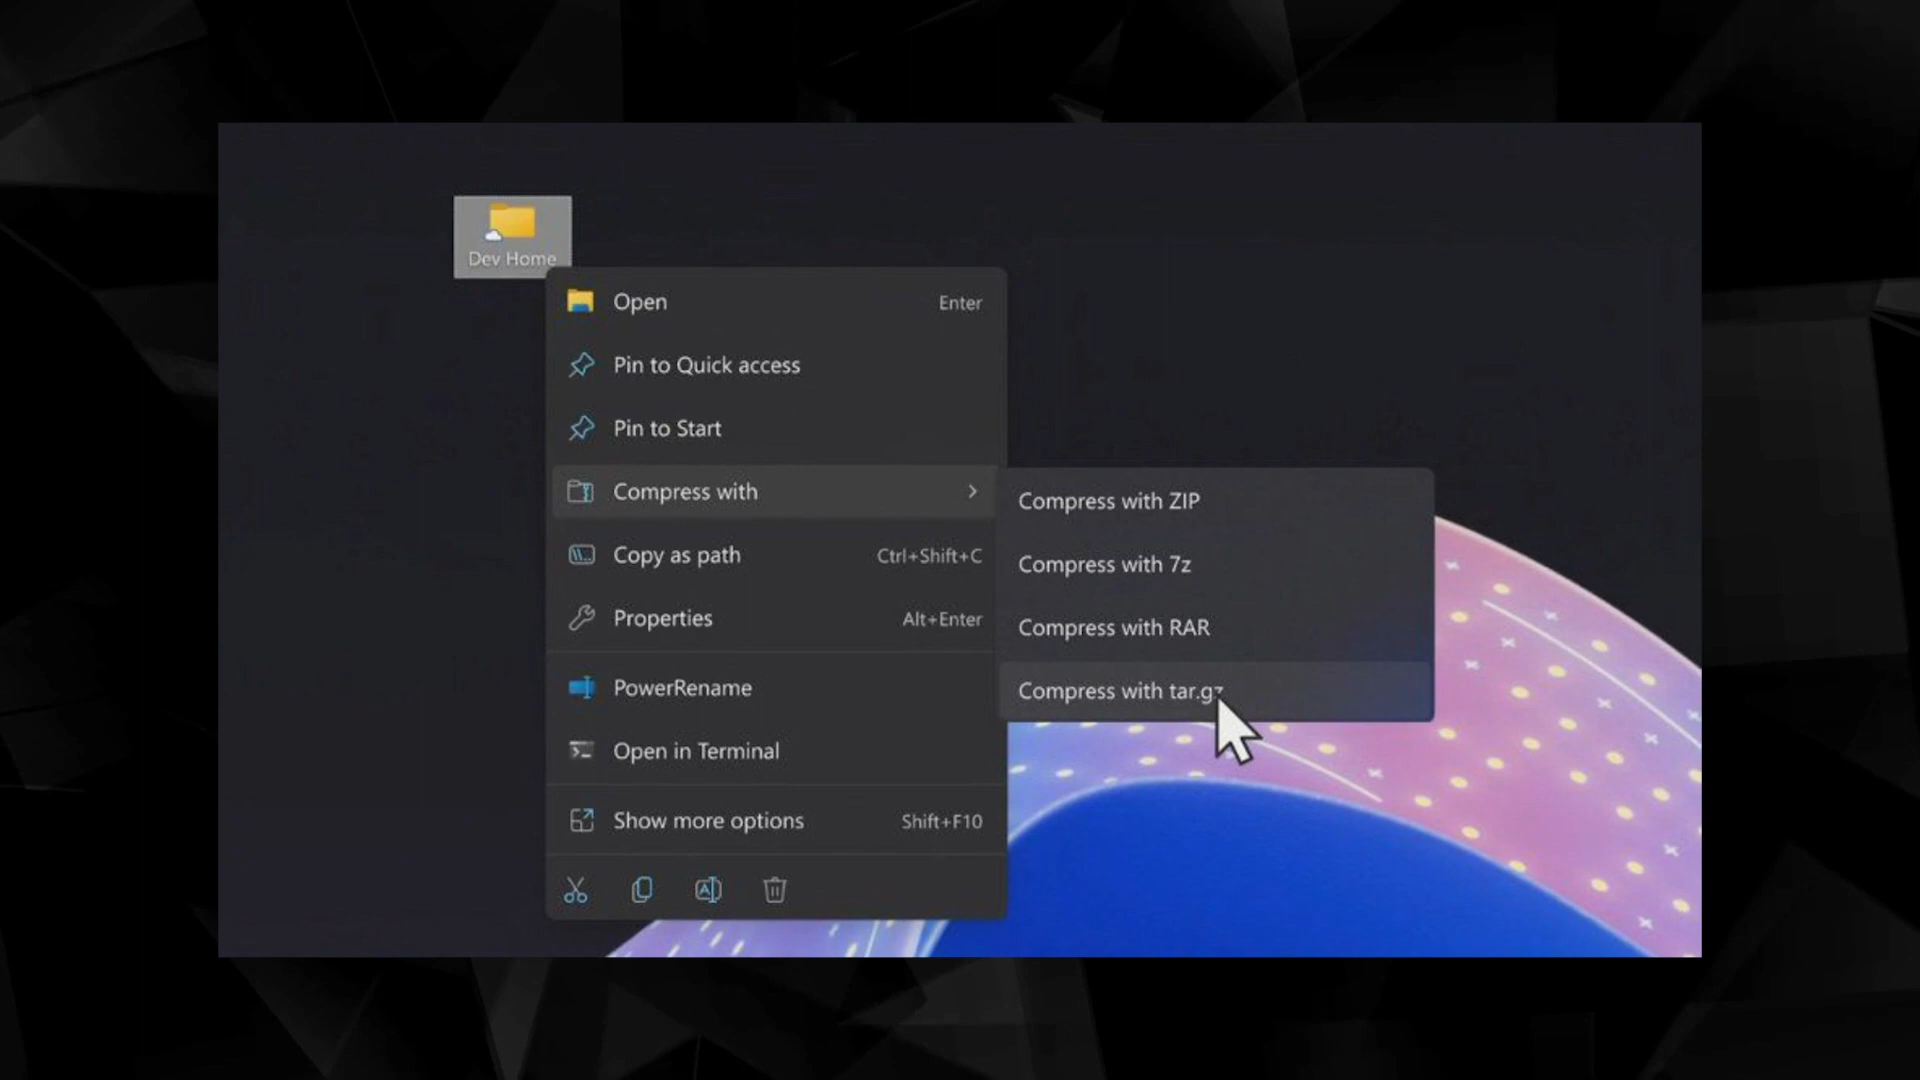 Dev Home
Open Enter
Pin to Quick access
Pin to Start
Compress with
Copy as path Ctrl+Shift+C
Properties Alt+Enter
PowerRename
Open in Terminal
Show more options Shift+F10
Compress with ZIP
Compress with 7z
Compress with RAR
Compress with tar.gz